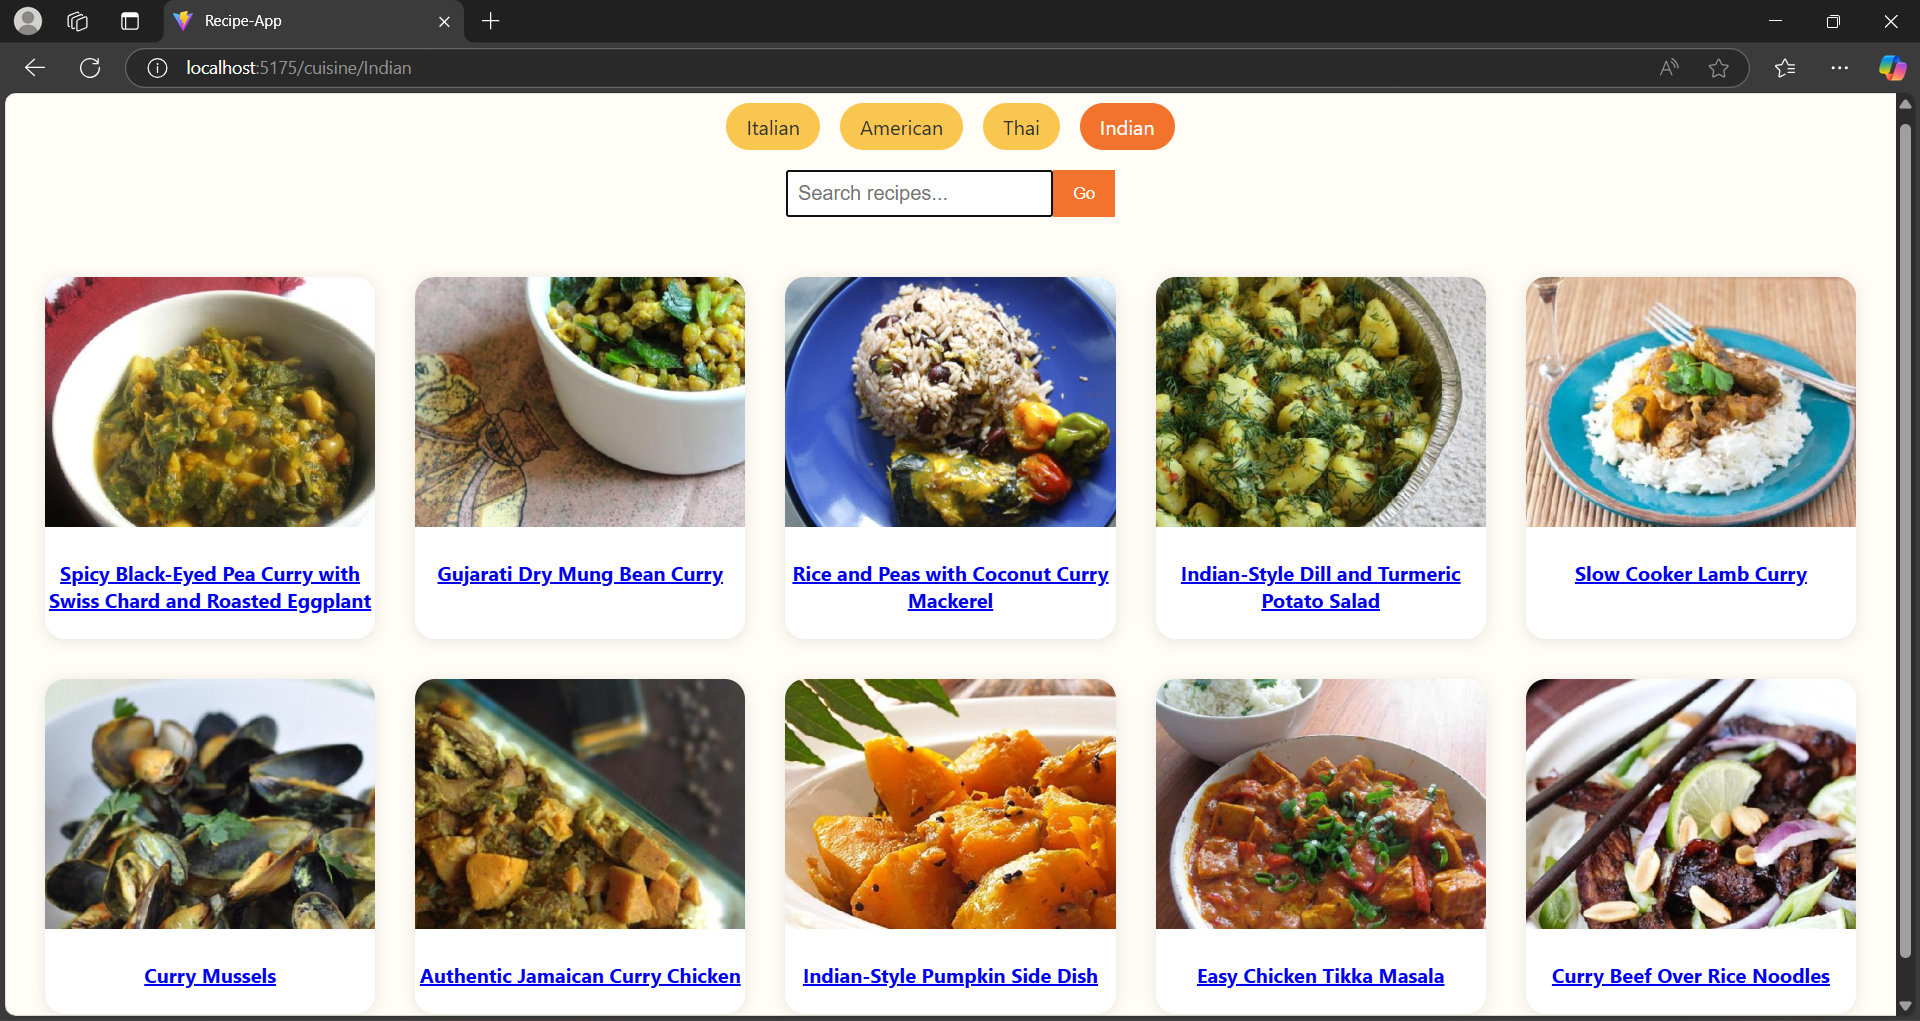 Recipe-App
localhost:5175/cuisine/Indian
Italian
American
Thai
Indian
Search recipes...
Go
Spicy Black-Eyed Pea Curry with
Swiss Chard and Roasted Eggplant
Gujarati Dry Mung Bean Curry
Rice and Peas with Coconut Curry
Mackerel
Indian-Style Dill and Turmeric
Potato Salad
Slow Cooker Lamb Curry
Curry Mussels
Authentic Jamaican Curry Chicken
Indian-Style Pumpkin Side Dish
Easy Chicken Tikka Masala
Curry Beef Over Rice Noodles